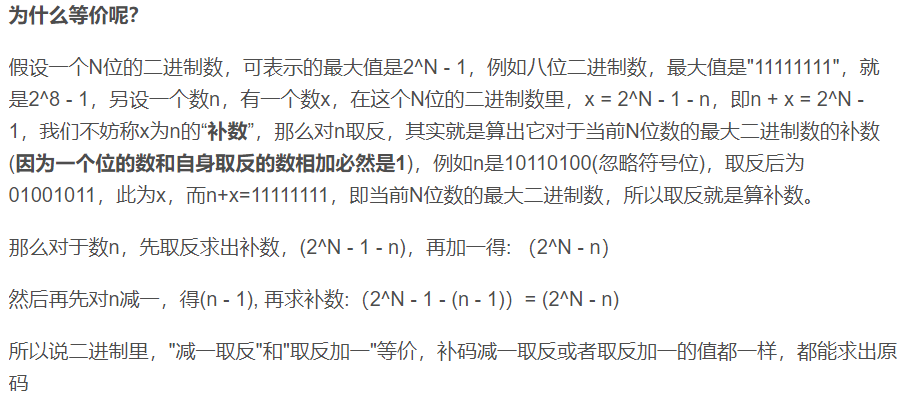 为什么等价呢？
假设一个N位的二进制数，可表示的最大值是2^N - 1，例如八位二进制数，最大值是"11111111"，就
是2^8 - 1，另设一个数n，有一个数x，在这个N位的二进制数里，x = 2^N - 1 - n，即n + x = 2^N -
1，我们不妨称x为n的“补数”，那么对n取反，其实就是算出它对于当前N位数的最大二进制数的补数
(因为一个位的数和自身取反的数相加必然是1)，例如n是10110100(忽略符号位)，取反后为
01001011，此为x，而n+x=11111111，即当前N位数的最大二进制数，所以取反就是算补数。
那么对于数n，先取反求出补数，(2^N - 1 - n)，再加一得: （2^N - n）
然后再先对n减一，得(n - 1), 再求补数:（2^N - 1 - (n - 1)）= (2^N - n)
所以说二进制里，"减一取反"和"取反加一"等价，补码减一取反或者取反加一的值都一样，都能求出原
码